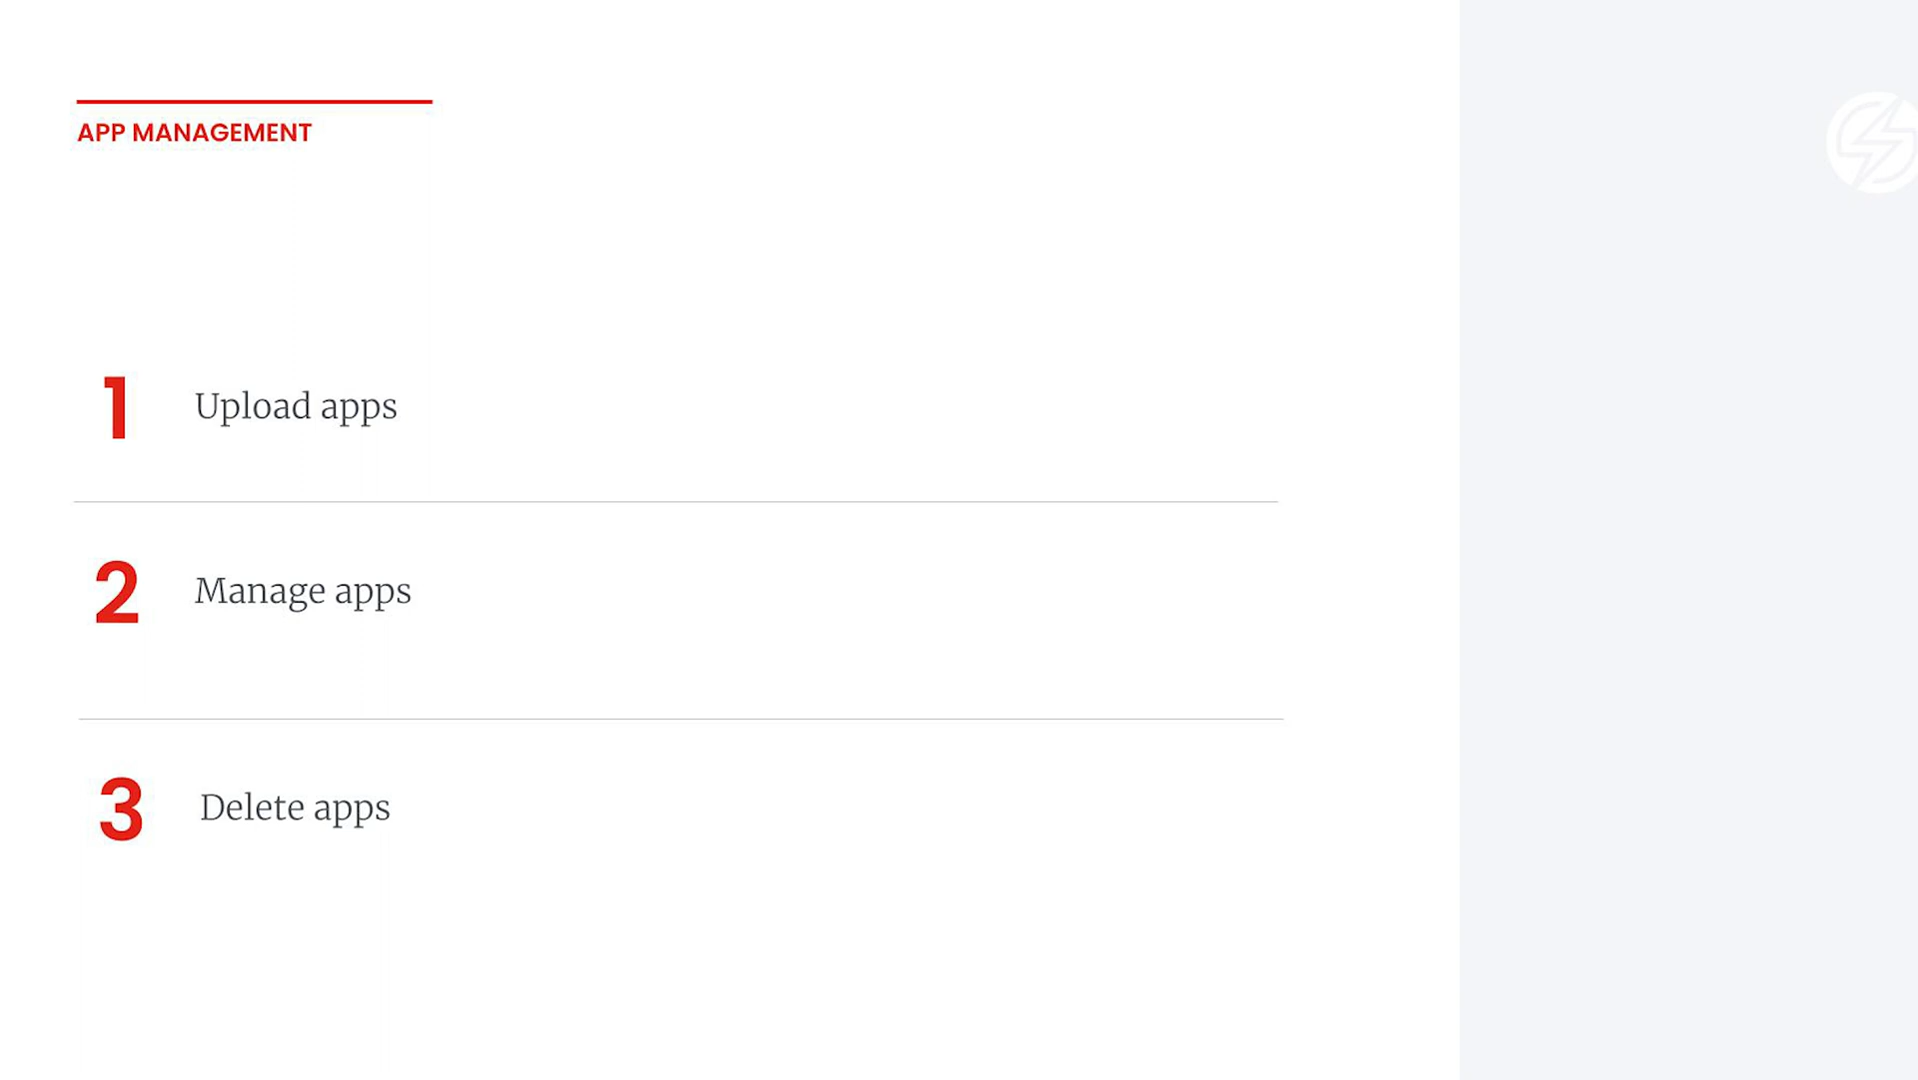 APP MANAGEMENT
1 Upload apps
2 Manage apps
3 Delete apps